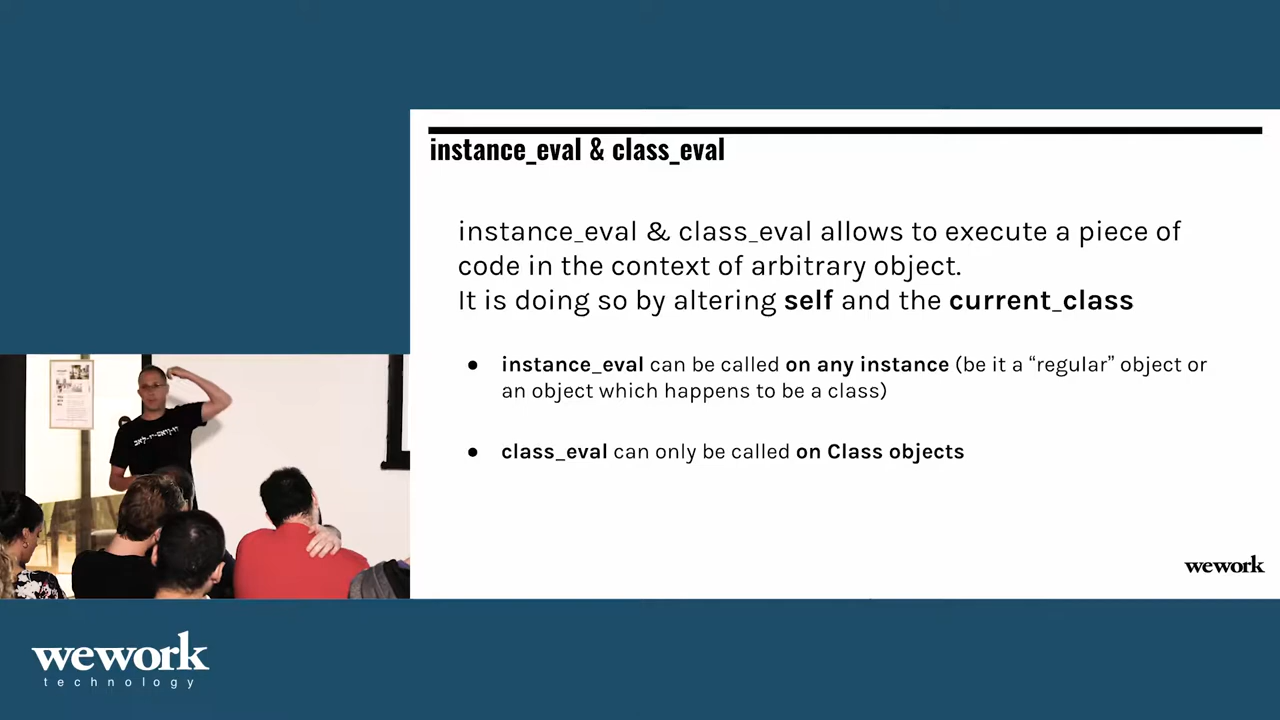 instance_eval & class_eval
instance_eval & class_eval allows to execute a piece of
code in the context of arbitrary object.
It is doing so by altering self and the current_class
● instance_eval can be called on any instance (be it a “regular” object or
an object which happens to be a class)
● class_eval can only be called on Class objects
wework
wework
technology